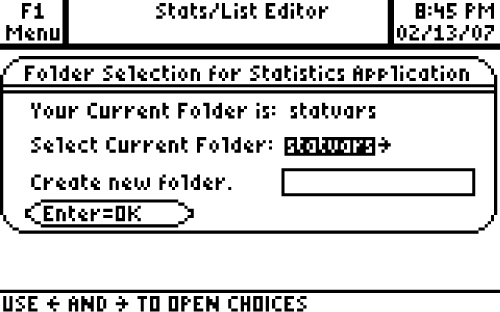 F1 Stats/List Editor 8:45 PM
Menu 02/13/07
Folder Selection for Statistics Application
Your Current Folder is: statvars
Select Current Folder: statvars→
Create new folder.
Enter=OK
USE ← AND → TO OPEN CHOICES